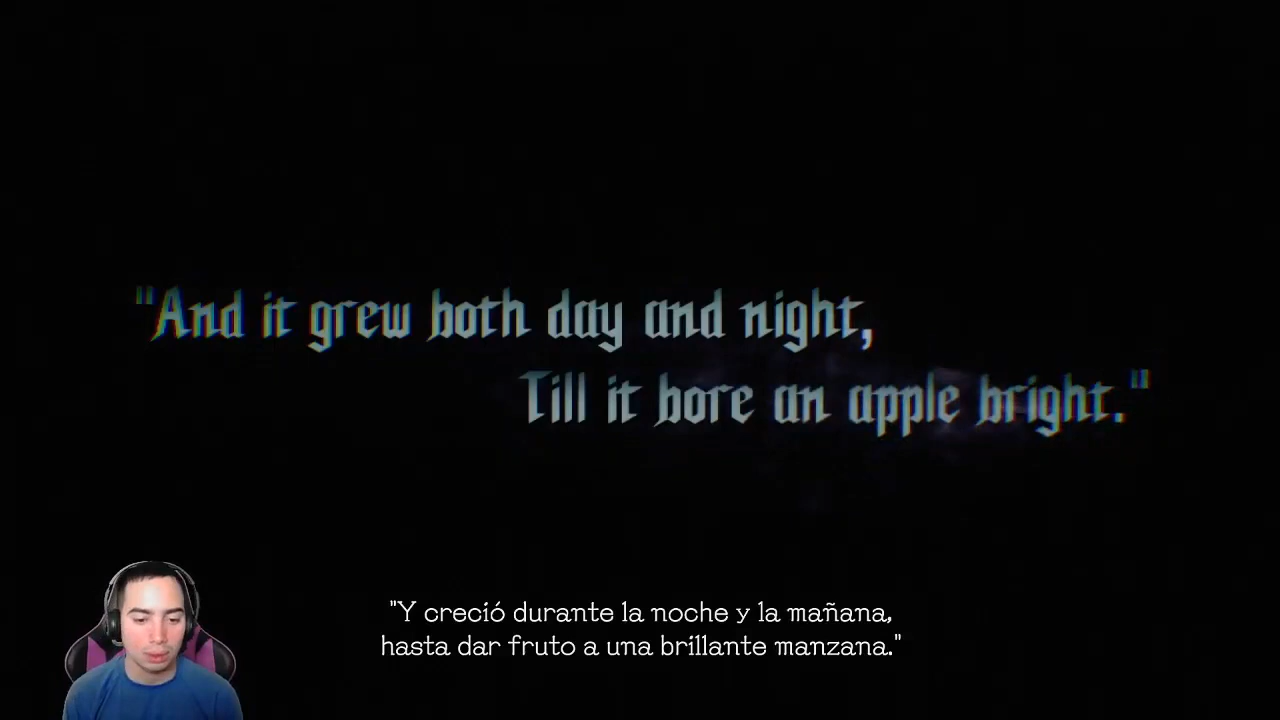 "And it grew both day and night,
Till it bore an apple bright."
"Y creció durante la noche y la mañana,
hasta dar fruto a una brillante manzana."